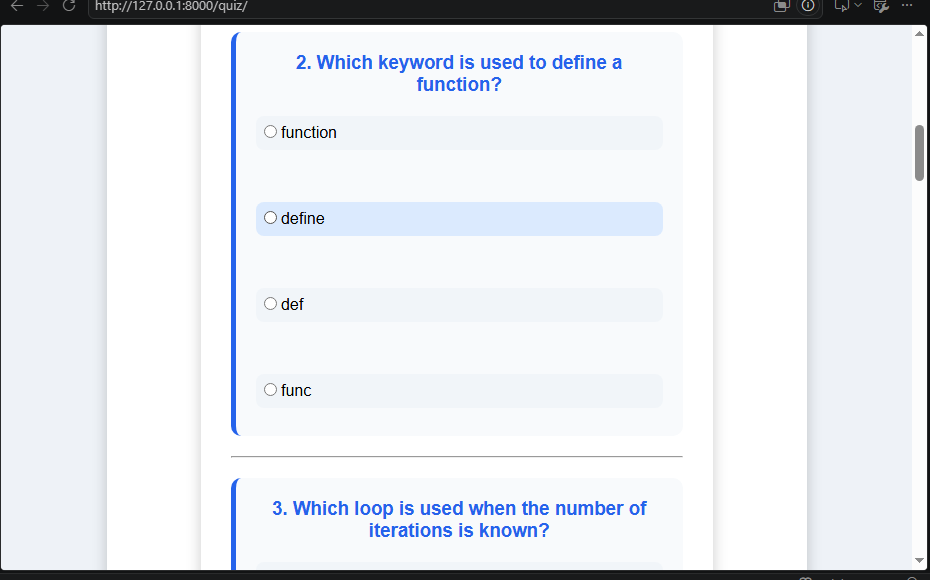 http://127.0.0.1:8000/quiz/
2. Which keyword is used to define a
function?
function
define
def
func
3. Which loop is used when the number of
iterations is known?